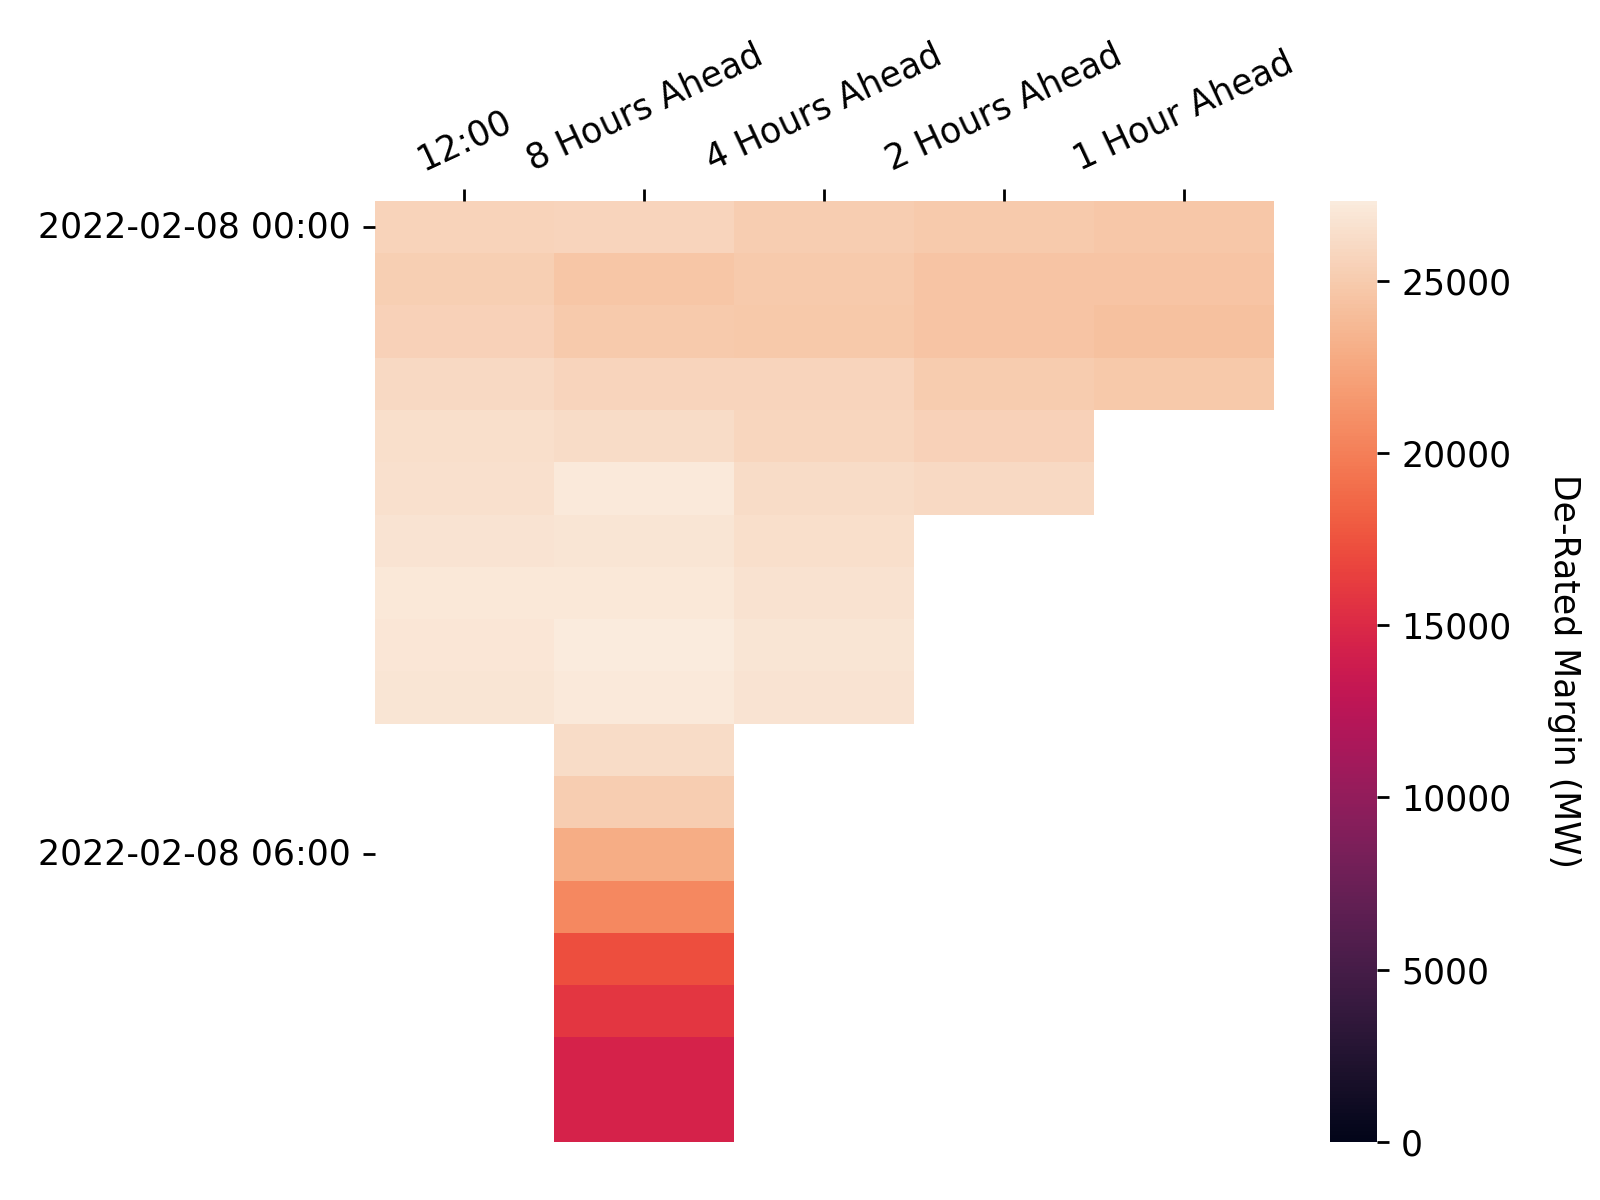 12:00
8 Hours Ahead
4 Hours Ahead
2 Hours Ahead
1 Hour Ahead
2022-02-08 00:00
2022-02-08 06:00
25000
20000
15000
10000
5000
0
De-Rated Margin (MW)